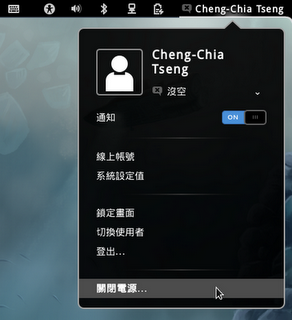 Cheng-Chia Tseng
Cheng-Chia
Tseng
沒空
通知
ON
線上帳號
系統設定值
鎖定畫面
切換使用者
登出...
關閉電源...